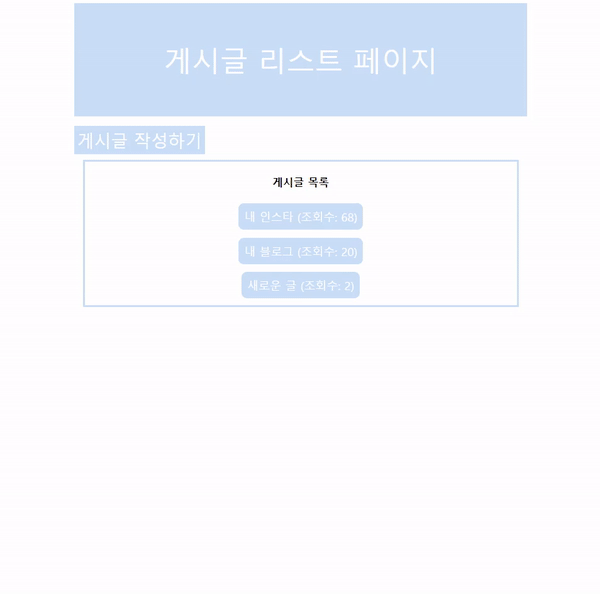 게시글 리스트 페이지
게시글 작성하기
게시글 목록
내 인스타 (조회수: 68)
내 블로그 (조회수: 20)
새로운 글 (조회수: 2)